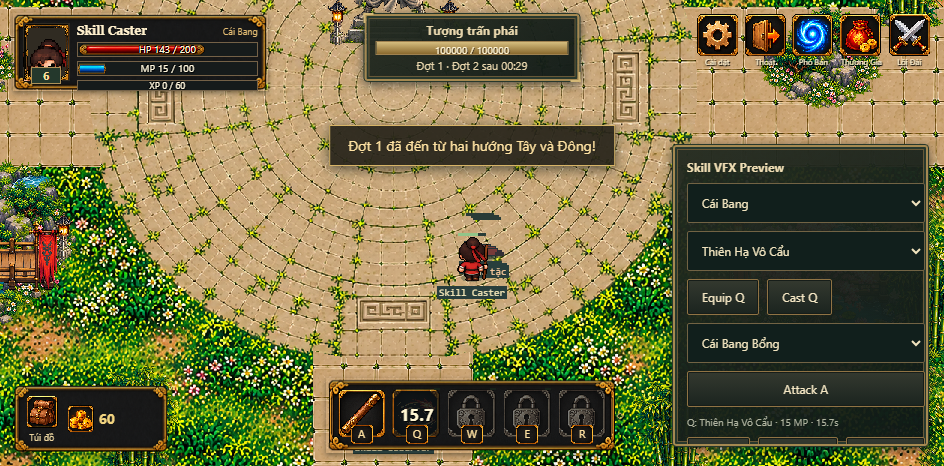 Skill Caster
Cái Bang
HP 143 / 200
MP 15 / 100
XP 0 / 60
6
Tượng trấn phái
100000 / 100000
Đợt 1 · Đợt 2 sau 00:29
Cài đặt
Thoát
Phó Bản
Thương Gia
Lôi Đài
Đợt 1 đã đến từ hai hướng Tây và Đông!
Skill VFX Preview
Cái Bang
Thiên Hạ Vô Cẩu
Equip Q
Cast Q
Cái Bang Bổng
Attack A
Q: Thiên Hạ Vô Cẩu · 15 MP · 15.7s
tặc
Skill Caster
Túi đồ
60
A
15.7
Q
W
E
R